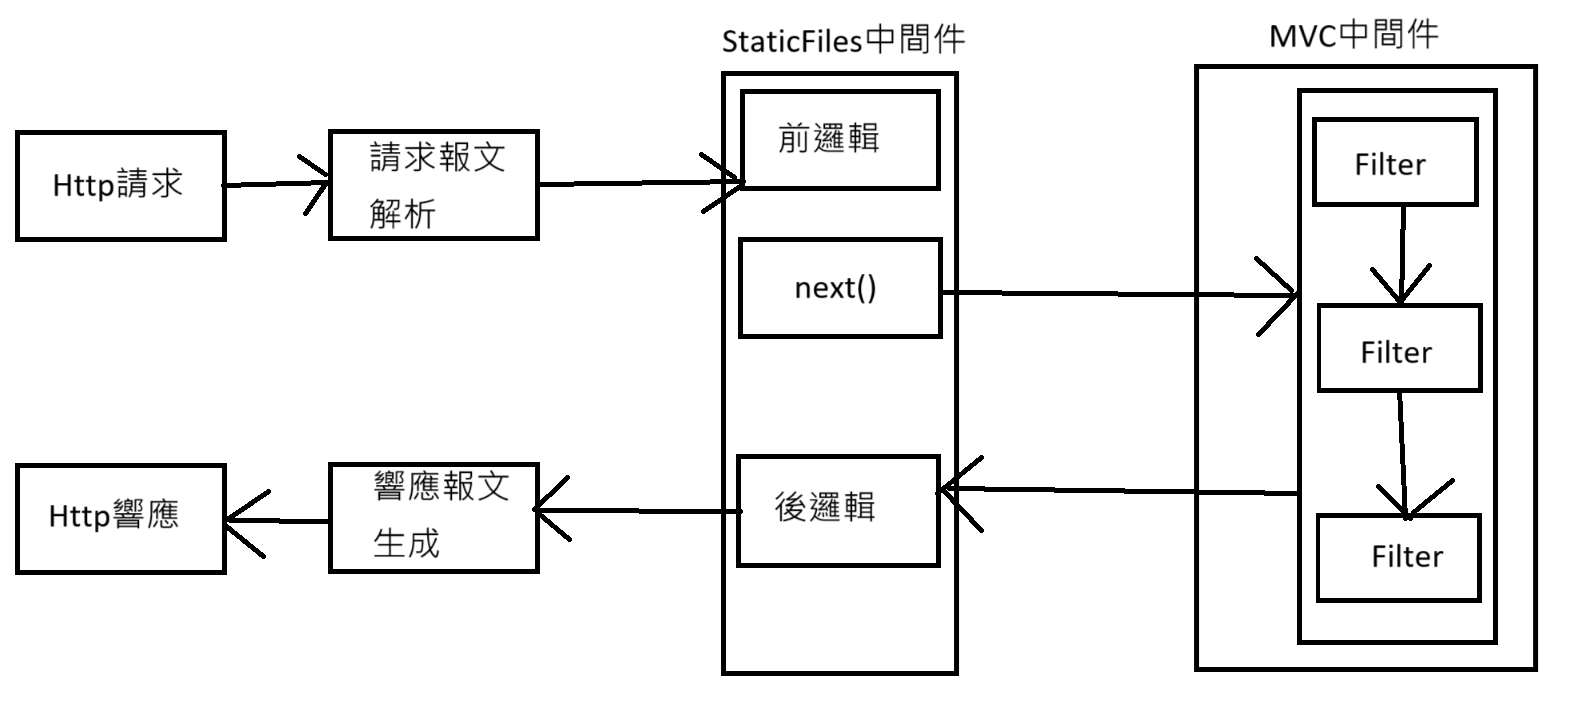 StaticFiles中間件
MVC中間件
Http請求
請求報文
解析
前邏輯
next()
Filter
Filter
Filter
後邏輯
響應報文
生成
Http響應